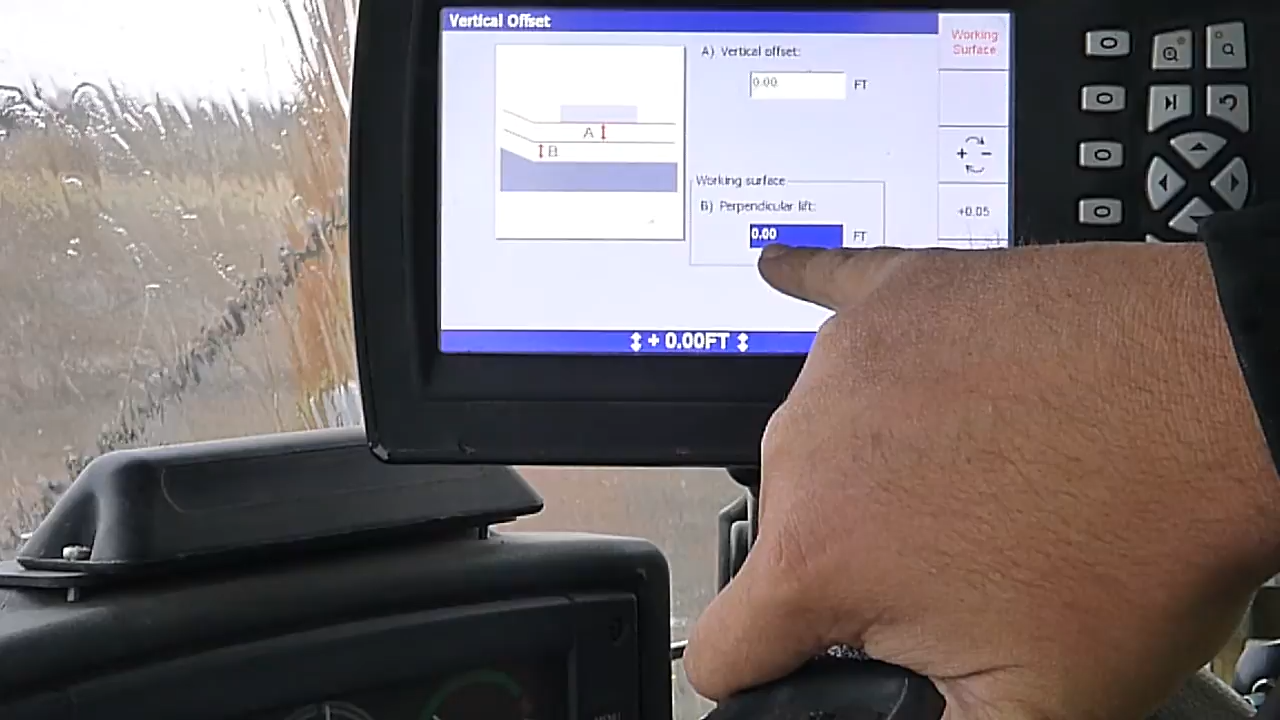 Vertical Offset
Working
Surface
A) Vertical offset:
0.00 FT
A
B
+ -
Working surface
B) Perpendicular lift:
+0.05
0.00 FT
+ 0.00FT